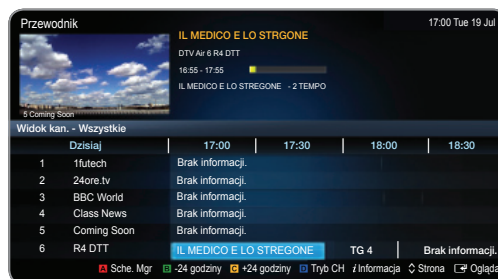 Przewodnik
17:00 Tue 19 Jul
IL MEDICO E LO STRGONE
DTV Air 6 R4 DTT
16:55 - 17:55
IL MEDICO E LO STREGONE - 2 TEMPO
5 Coming Soon
Widok kan. - Wszystkie
Dzisiaj 17:00 17:30 18:00 18:30
1 1futech Brak informacji.
2 24ore.tv Brak informacji.
3 BBC World Brak informacji.
4 Class News Brak informacji.
5 Coming Soon Brak informacji.
6 R4 DTT IL MEDICO E LO STREGONE TG 4 Brak informacji.
A Sche. Mgr B -24 godziny C +24 godziny D Tryb CH i Informacja Strona Ogląda